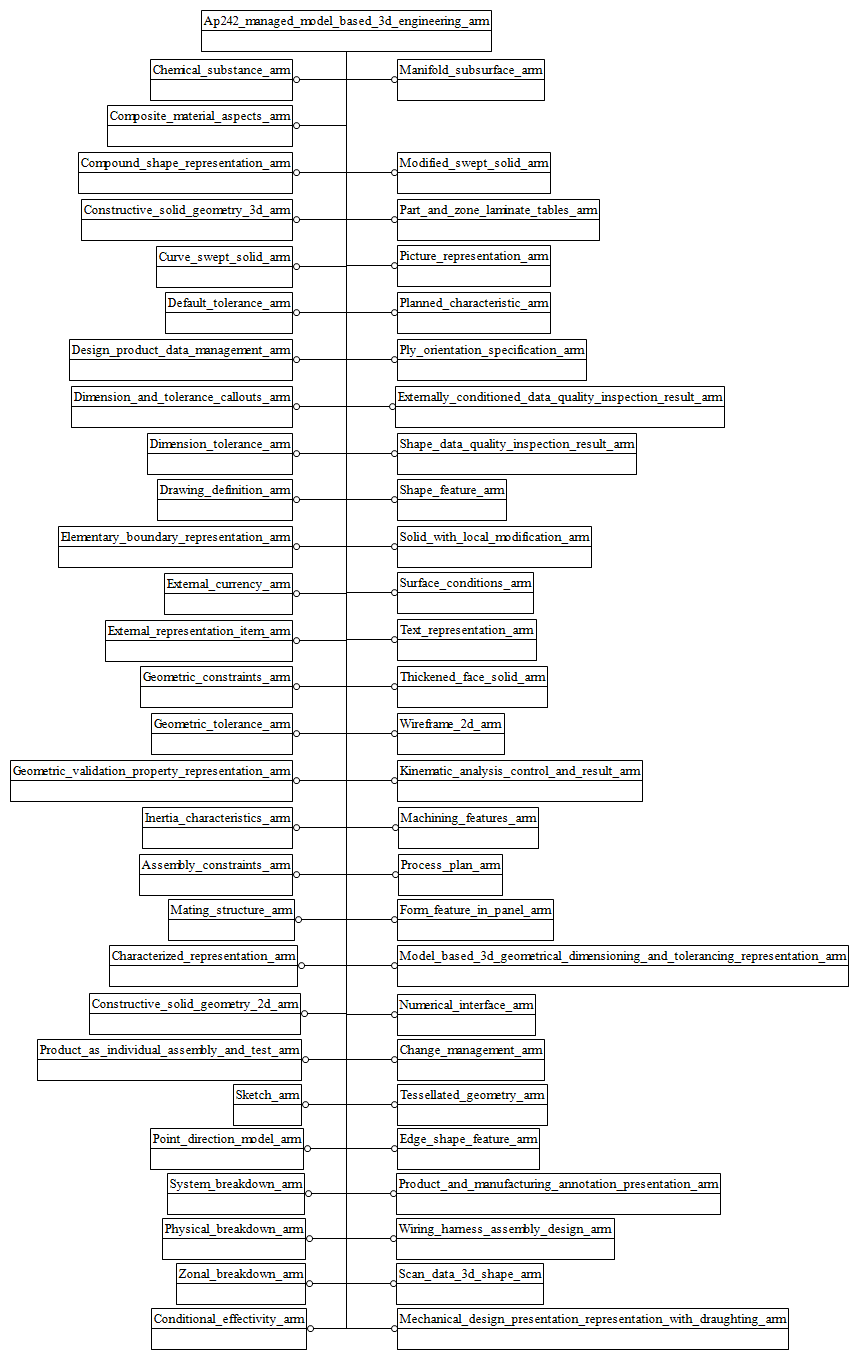 Ap242_managed_model_based_3d_engineering_arm
Chemical_substance_arm
Manifold_subsurface_arm
Composite_material_aspects_arm
Compound_shape_representation_arm
Modified_swept_solid_arm
Constructive_solid_geometry_3d_arm
Part_and_zone_laminate_tables_arm
Curve_swept_solid_arm
Picture_representation_arm
Default_tolerance_arm
Planned_characteristic_arm
Design_product_data_management_arm
Ply_orientation_specification_arm
Dimension_and_tolerance_callouts_arm
Externally_conditioned_data_quality_inspection_result_arm
Dimension_tolerance_arm
Shape_data_quality_inspection_result_arm
Drawing_definition_arm
Shape_feature_arm
Elementary_boundary_representation_arm
Solid_with_local_modification_arm
External_currency_arm
Surface_conditions_arm
External_representation_item_arm
Text_representation_arm
Geometric_constraints_arm
Thickened_face_solid_arm
Geometric_tolerance_arm
Wireframe_2d_arm
Geometric_validation_property_representation_arm
Kinematic_analysis_control_and_result_arm
Inertia_characteristics_arm
Machining_features_arm
Assembly_constraints_arm
Process_plan_arm
Mating_structure_arm
Form_feature_in_panel_arm
Characterized_representation_arm
Model_based_3d_geometrical_dimensioning_and_tolerancing_representation_arm
Constructive_solid_geometry_2d_arm
Numerical_interface_arm
Product_as_individual_assembly_and_test_arm
Change_management_arm
Sketch_arm
Tessellated_geometry_arm
Point_direction_model_arm
Edge_shape_feature_arm
System_breakdown_arm
Product_and_manufacturing_annotation_presentation_arm
Physical_breakdown_arm
Wiring_harness_assembly_design_arm
Zonal_breakdown_arm
Scan_data_3d_shape_arm
Conditional_effectivity_arm
Mechanical_design_presentation_representation_with_draughting_arm